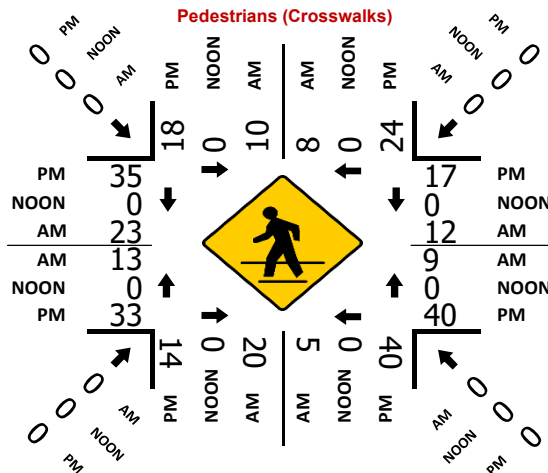 Pedestrians (Crosswalks)
PM NOON AM
0 0 0
PM NOON AM AM NOON PM
18 0 10 8 0 24
PM NOON AM
0 0 0
PM 35 17 PM
NOON 0 0 NOON
AM 23 12 AM
AM 13 9 AM
NOON 0 0 NOON
PM 33 40 PM
14 0 20 5 0 40
PM NOON AM AM NOON PM
0 0 0
AM NOON PM
0 0 0
AM NOON PM